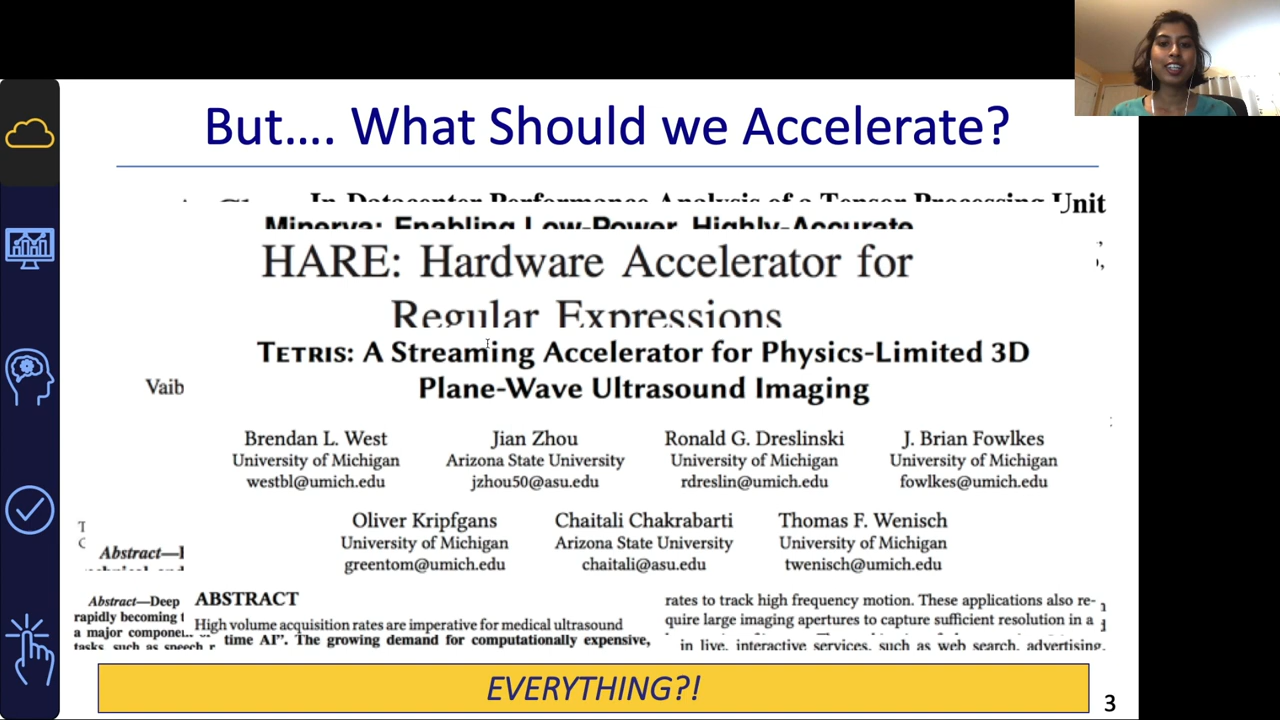 But…. What Should we Accelerate?
In-Datacenter Performance Analysis of a Tensor Processing Unit
Minerva: Enabling Low-Power, Highly-Accurate
HARE: Hardware Accelerator for
Regular Expressions
TETRIS: A Streaming Accelerator for Physics-Limited 3D
Plane-Wave Ultrasound Imaging
Vaib
Brendan L. West
Jian Zhou
Ronald G. Dreslinski
J. Brian Fowlkes
University of Michigan
Arizona State University
University of Michigan
University of Michigan
westbl@umich.edu
jzhou50@asu.edu
rdreslin@umich.edu
fowlkes@umich.edu
Oliver Kripfgans
Chaitali Chakrabarti
Thomas F. Wenisch
University of Michigan
Arizona State University
University of Michigan
greentom@umich.edu
chaitali@asu.edu
twenisch@umich.edu
Abstract—
Abstract—Deep
rapidly becoming
a major componen
tasks, such as speech
ABSTRACT
High volume acquisition rates are imperative for medical ultrasound
time AI”. The growing demand for computationally expensive,
rates to track high frequency motion. These applications also re-
quire large imaging apertures to capture sufficient resolution in a
in live, interactive services, such as web search, advertising,
EVERYTHING?!
3